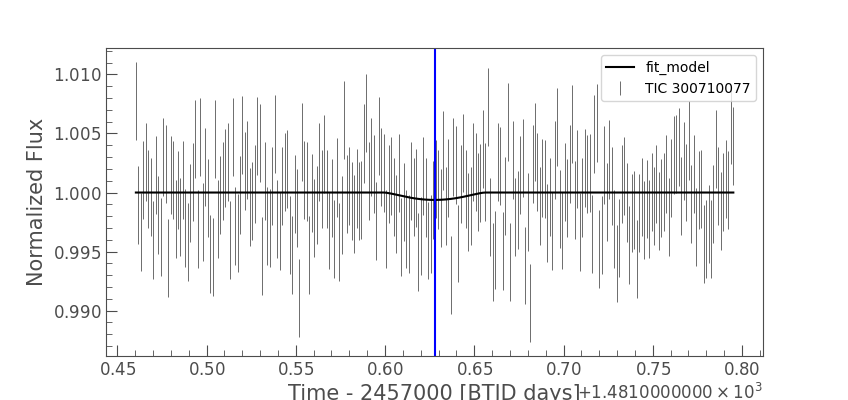 fit_model
TIC 300710077
Normalized Flux
1.010
1.005
1.000
0.995
0.990
0.45 0.50 0.55 0.60 0.65 0.70 0.75 0.80
Time - 2457000 [BTJD days]
+1.4810000000 × 10³